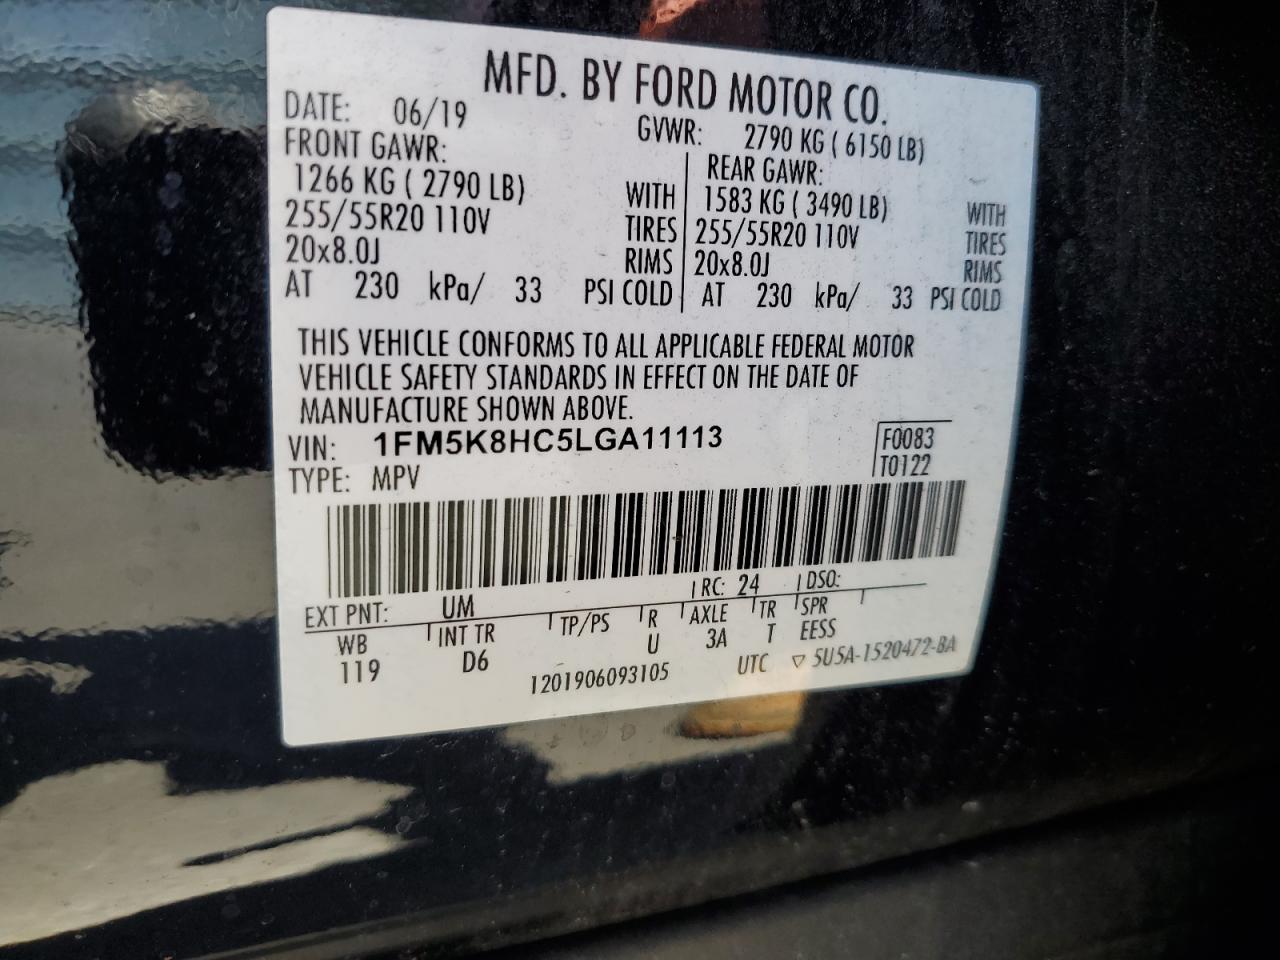 MFD. BY FORD MOTOR CO.
DATE: 06/19 GVWR: 2790 KG ( 6150 LB)
FRONT GAWR: REAR GAWR:
1266 KG ( 2790 LB) WITH 1583 KG ( 3490 LB) WITH
255/55R20 110V TIRES 255/55R20 110V TIRES
20x8.0J RIMS 20x8.0J RIMS
AT 230 kPa/ 33 PSI COLD AT 230 kPa/ 33 PSI COLD
THIS VEHICLE CONFORMS TO ALL APPLICABLE FEDERAL MOTOR
VEHICLE SAFETY STANDARDS IN EFFECT ON THE DATE OF
MANUFACTURE SHOWN ABOVE.
VIN: 1FM5K8HC5LGA11113 F0083
TYPE: MPV T0122
EXT PNT: UM RC: 24 DSO:
WB INT TR TP/PS R AXLE TR SPR
119 D6 U 3A T EESS
1201906093105 UTC ▽ 5U5A-1520472-BA